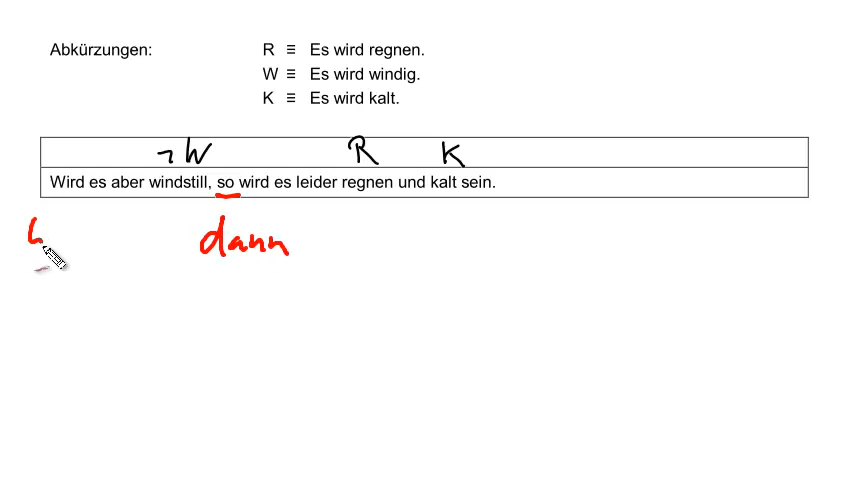 Abkürzungen: R ≡ Es wird regnen.
W ≡ Es wird windig.
K ≡ Es wird kalt.
¬W R K
Wird es aber windstill, so wird es leider regnen und kalt sein.
dann